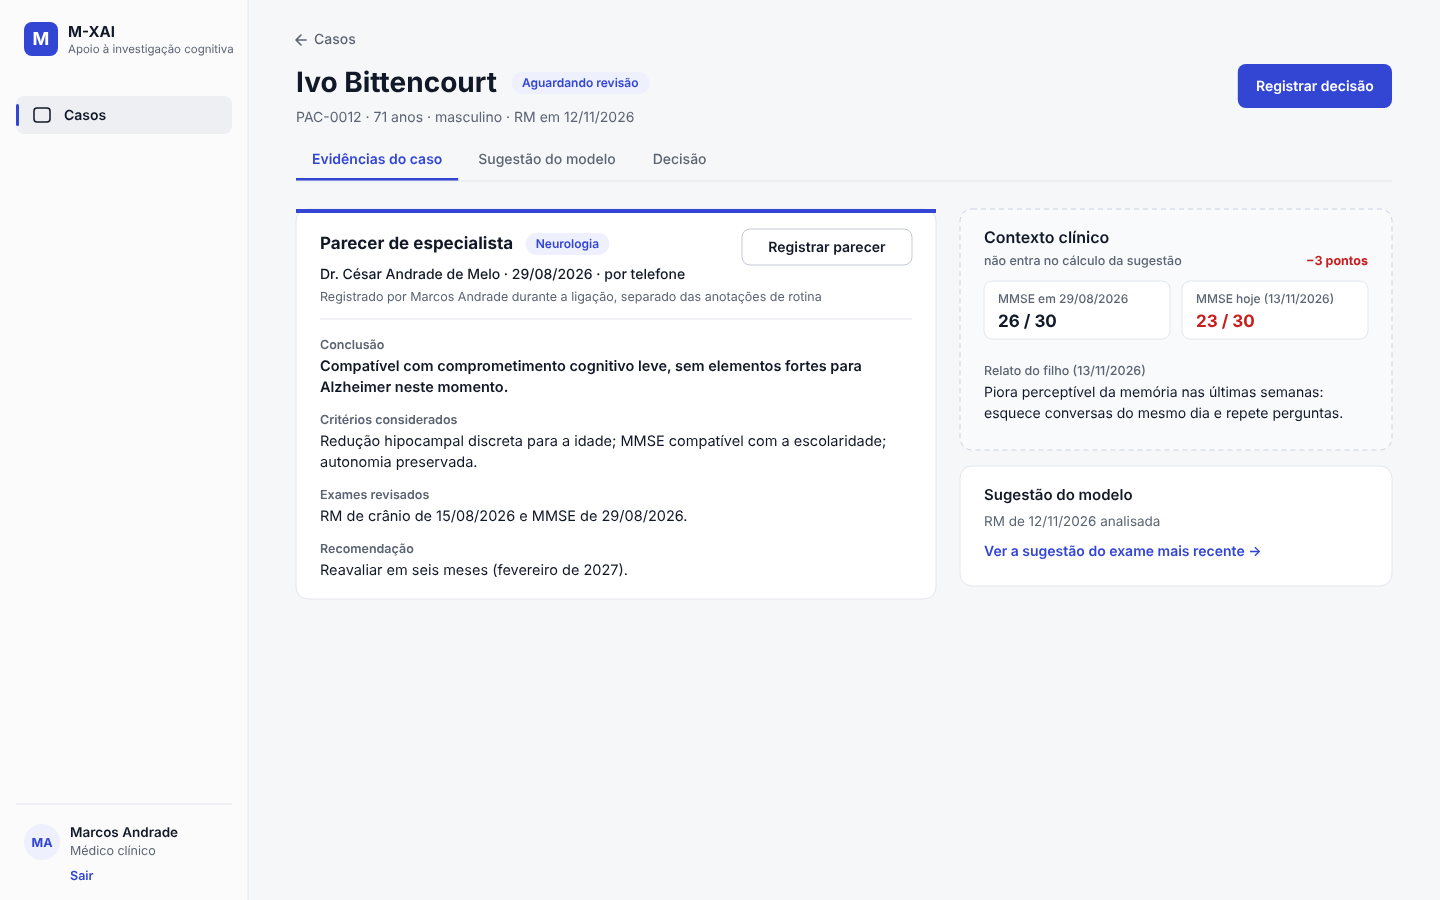 M
M-XAI
Apoio à investigação cognitiva
Casos
Marcos Andrade
MA
Médico clínico
Sair
← Casos
Ivo Bittencourt
Aguardando revisão
Registrar decisão
PAC-0012 · 71 anos · masculino · RM em 12/11/2026
Evidências do caso
Sugestão do modelo
Decisão
Parecer de especialista
Neurologia
Registrar parecer
Dr. César Andrade de Melo · 29/08/2026 · por telefone
Registrado por Marcos Andrade durante a ligação, separado das anotações de rotina
Conclusão
Compatível com comprometimento cognitivo leve, sem elementos fortes para
Alzheimer neste momento.
Critérios considerados
Redução hipocampal discreta para a idade; MMSE compatível com a escolaridade;
autonomia preservada.
Exames revisados
RM de crânio de 15/08/2026 e MMSE de 29/08/2026.
Recomendação
Reavaliar em seis meses (fevereiro de 2027).
Contexto clínico
não entra no cálculo da sugestão
−3 pontos
MMSE em 29/08/2026
26 / 30
MMSE hoje (13/11/2026)
23 / 30
Relato do filho (13/11/2026)
Piora perceptível da memória nas últimas semanas:
esquece conversas do mesmo dia e repete perguntas.
Sugestão do modelo
RM de 12/11/2026 analisada
Ver a sugestão do exame mais recente →